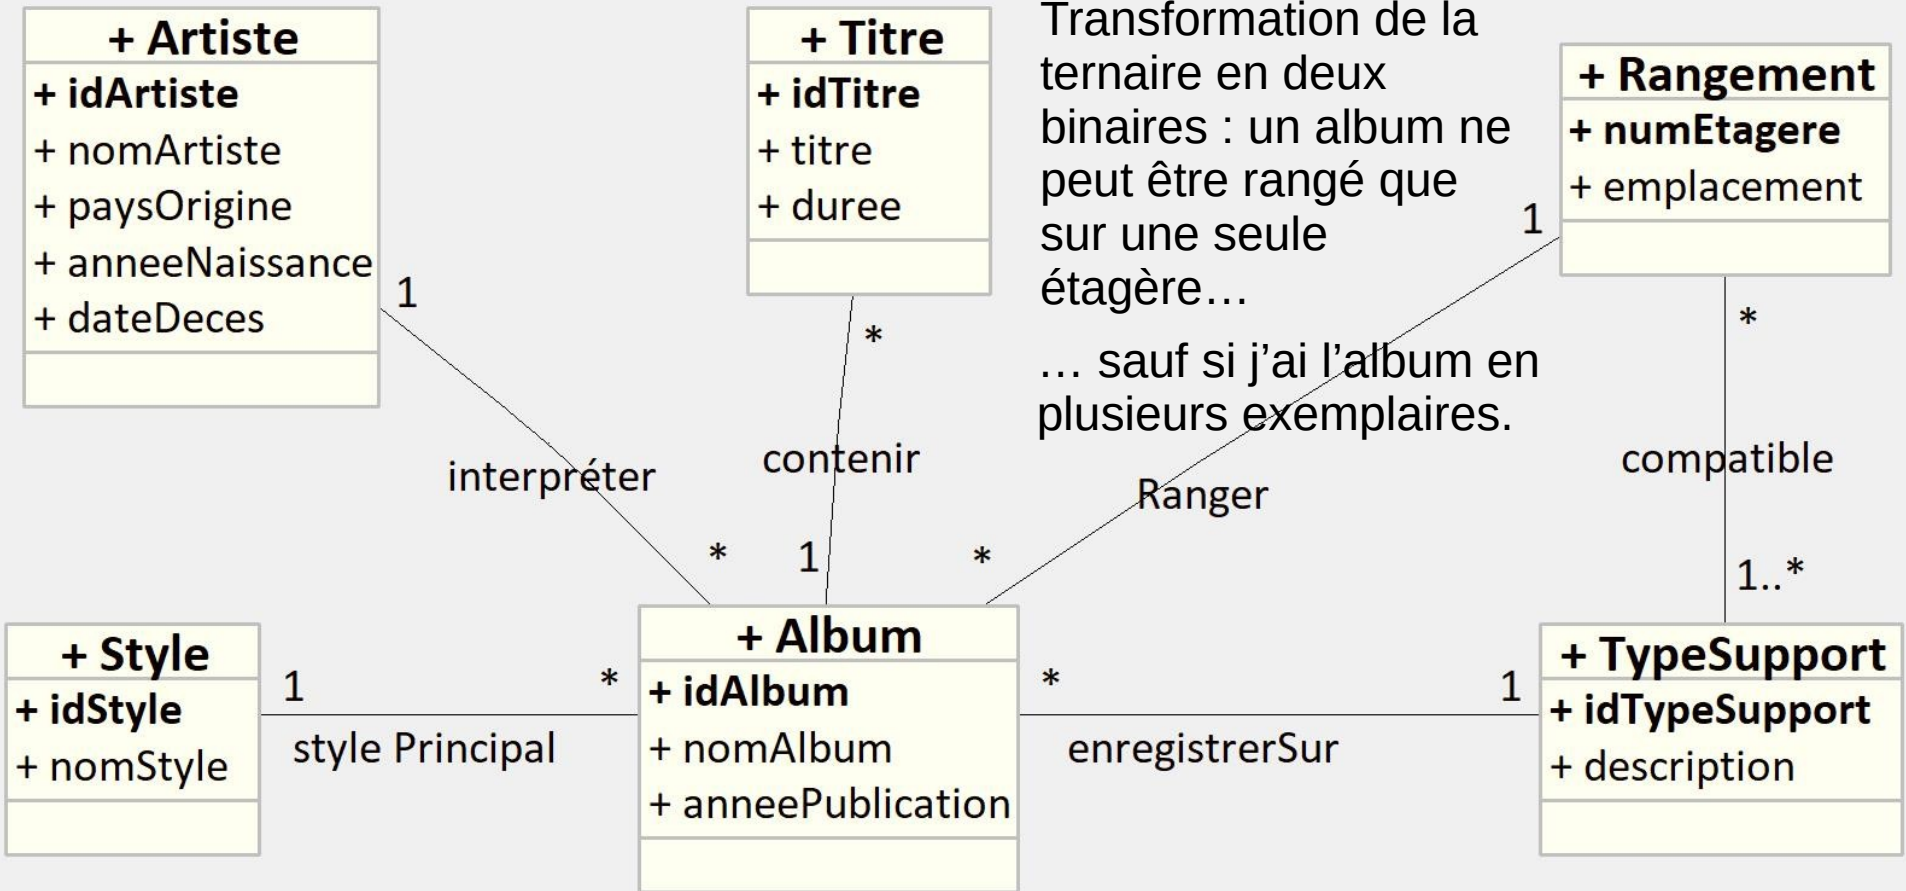 + Artiste
+ idArtiste
+ nomArtiste
+ paysOrigine
+ anneeNaissance
+ dateDeces
+ Titre
+ idTitre
+ titre
+ duree
Transformation de la
ternaire en deux
binaires : un album ne
peut être rangé que
sur une seule
étagère…
… sauf si j’ai l’album en
plusieurs exemplaires.
+ Rangement
+ numEtagere
+ emplacement
1
*
1
*
interpréter
contenir
Ranger
compatible
*
1
*
1..*
+ Style
+ idStyle
+ nomStyle
1
*
style Principal
+ Album
+ idAlbum
+ nomAlbum
+ anneePublication
*
1
enregistrerSur
+ TypeSupport
+ idTypeSupport
+ description